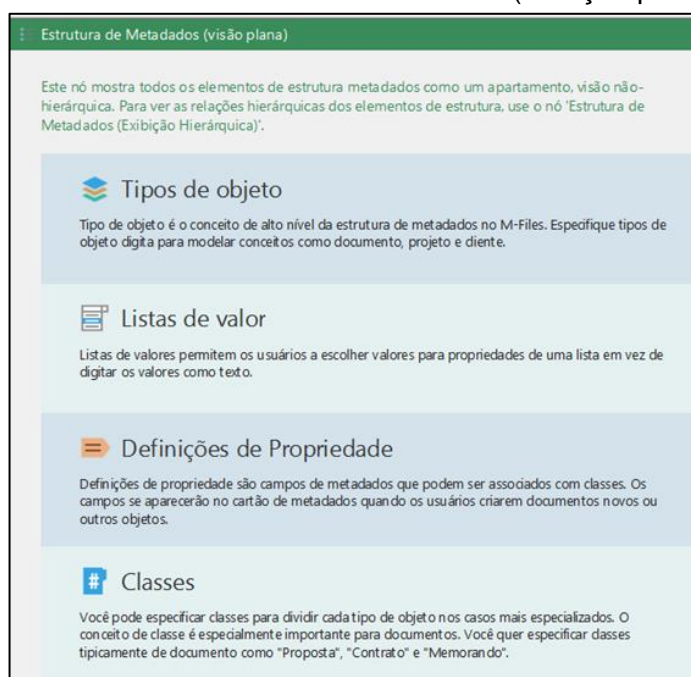 Estrutura de Metadados (visão plana)
Este nó mostra todos os elementos de estrutura metadados como um apartamento, visão não-
hierárquica. Para ver as relações hierárquicas dos elementos de estrutura, use o nó 'Estrutura de
Metadados (Exibição Hierárquica)'.
Tipos de objeto
Tipo de objeto é o conceito de alto nível da estrutura de metadados no M-Files. Especifique tipos de
objeto digita para modelar conceitos como documento, projeto e cliente.
Listas de valor
Listas de valores permitem os usuários a escolher valores para propriedades de uma lista em vez de
digitar os valores como texto.
Definições de Propriedade
Definições de propriedade são campos de metadados que podem ser associados com classes. Os
campos se aparecerão no cartão de metadados quando os usuários criarem documentos novos ou
outros objetos.
Classes
Você pode especificar classes para dividir cada tipo de objeto nos casos mais especializados. O
conceito de classe é especialmente importante para documentos. Você quer especificar classes
tipicamente de documento como "Proposta", "Contrato" e "Memorando".